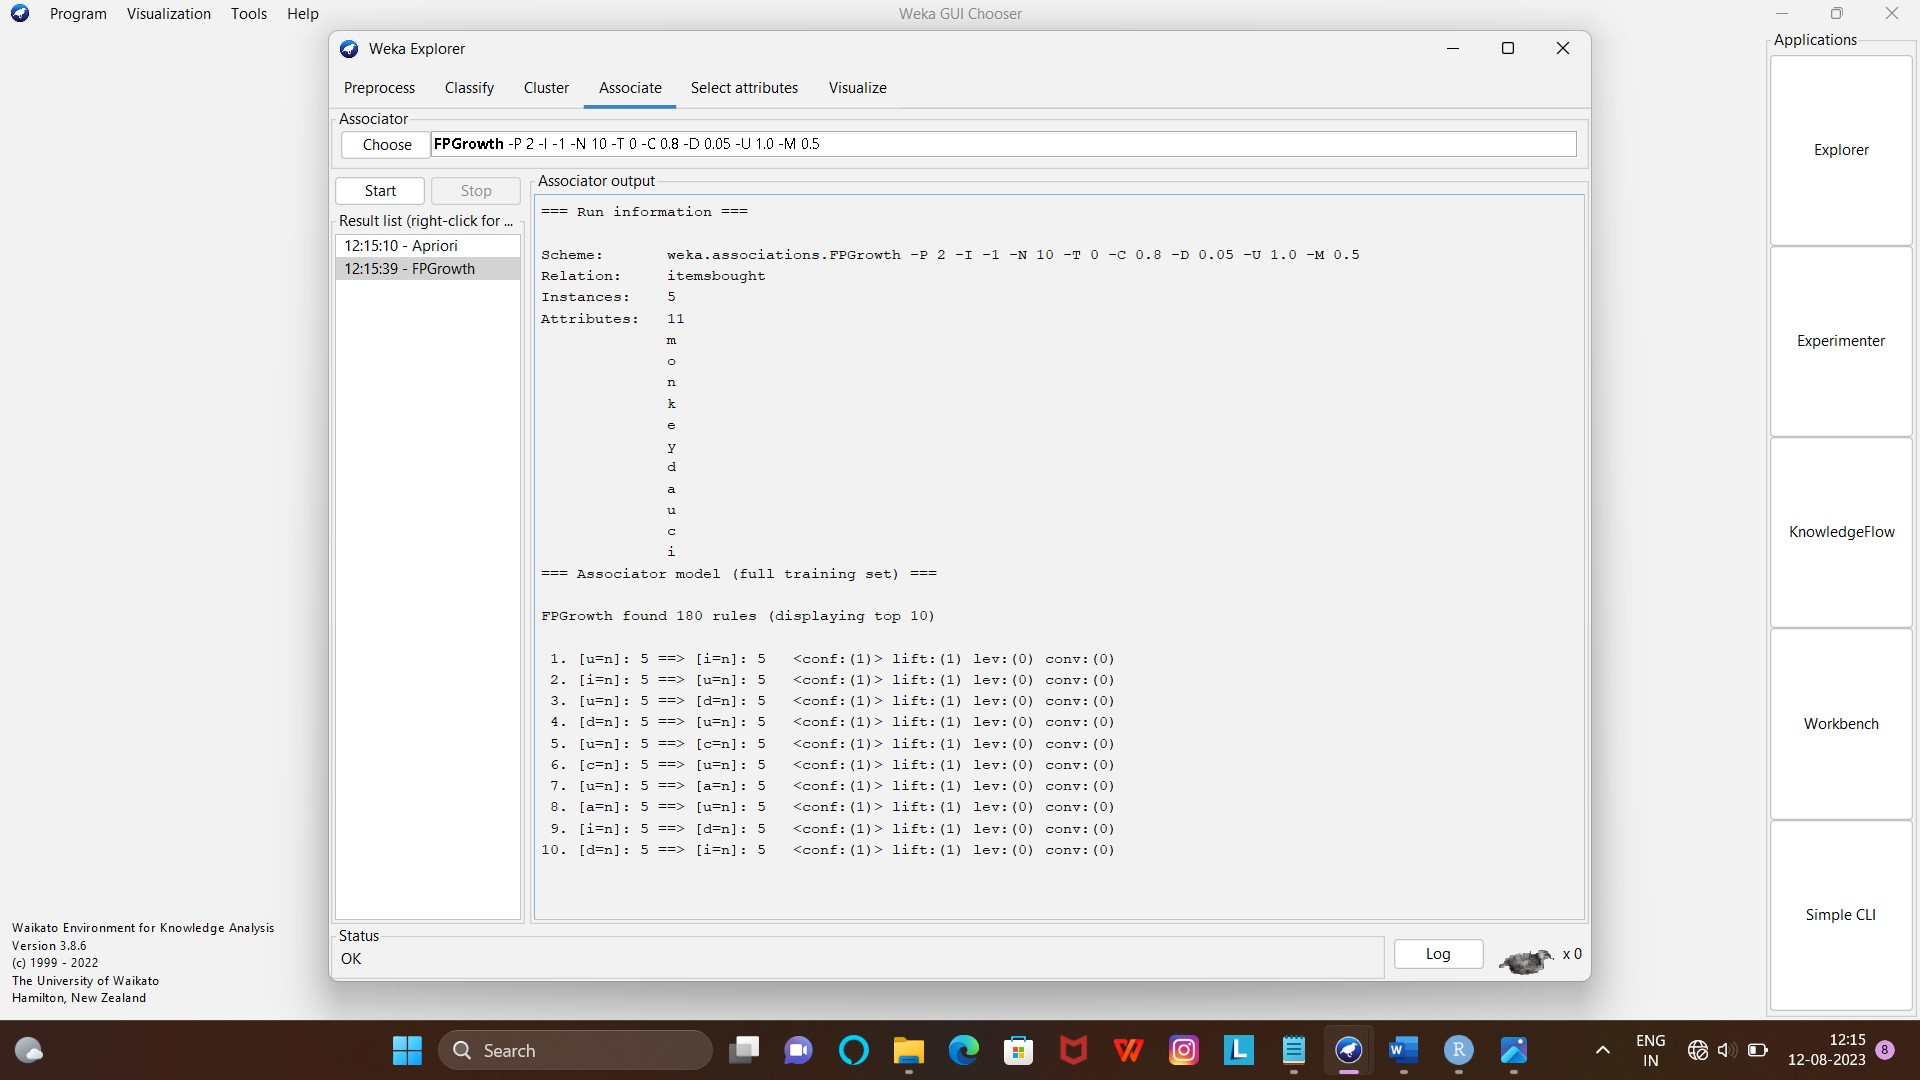 Program Visualization Tools Help
Weka GUI Chooser
Weka Explorer
Preprocess Classify Cluster Associate Select attributes Visualize
Associator
Choose FPGrowth -P 2 -I -1 -N 10 -T 0 -C 0.8 -D 0.05 -U 1.0 -M 0.5
Start Stop
Result list (right-click for ...
12:15:10 - Apriori
12:15:39 - FPGrowth
Associator output
=== Run information ===
Scheme: weka.associations.FPGrowth -P 2 -I -1 -N 10 -T 0 -C 0.8 -D 0.05 -U 1.0 -M 0.5
Relation: itemsbought
Instances: 5
Attributes: 11
m
o
n
k
e
y
d
a
u
c
i
=== Associator model (full training set) ===
FPGrowth found 180 rules (displaying top 10)
1. [u=n]: 5 ==> [i=n]: 5 <conf:(1)> lift:(1) lev:(0) conv:(0)
2. [i=n]: 5 ==> [u=n]: 5 <conf:(1)> lift:(1) lev:(0) conv:(0)
3. [u=n]: 5 ==> [d=n]: 5 <conf:(1)> lift:(1) lev:(0) conv:(0)
4. [d=n]: 5 ==> [u=n]: 5 <conf:(1)> lift:(1) lev:(0) conv:(0)
5. [u=n]: 5 ==> [c=n]: 5 <conf:(1)> lift:(1) lev:(0) conv:(0)
6. [c=n]: 5 ==> [u=n]: 5 <conf:(1)> lift:(1) lev:(0) conv:(0)
7. [u=n]: 5 ==> [a=n]: 5 <conf:(1)> lift:(1) lev:(0) conv:(0)
8. [a=n]: 5 ==> [u=n]: 5 <conf:(1)> lift:(1) lev:(0) conv:(0)
9. [i=n]: 5 ==> [d=n]: 5 <conf:(1)> lift:(1) lev:(0) conv:(0)
10. [d=n]: 5 ==> [i=n]: 5 <conf:(1)> lift:(1) lev:(0) conv:(0)
Status
OK
Log
x 0
Applications
Explorer
Experimenter
KnowledgeFlow
Workbench
Simple CLI
Waikato Environment for Knowledge Analysis
Version 3.8.6
(c) 1999 - 2022
The University of Waikato
Hamilton, New Zealand
Search
L
W
R
ENG
IN
12:15
12-08-2023
8